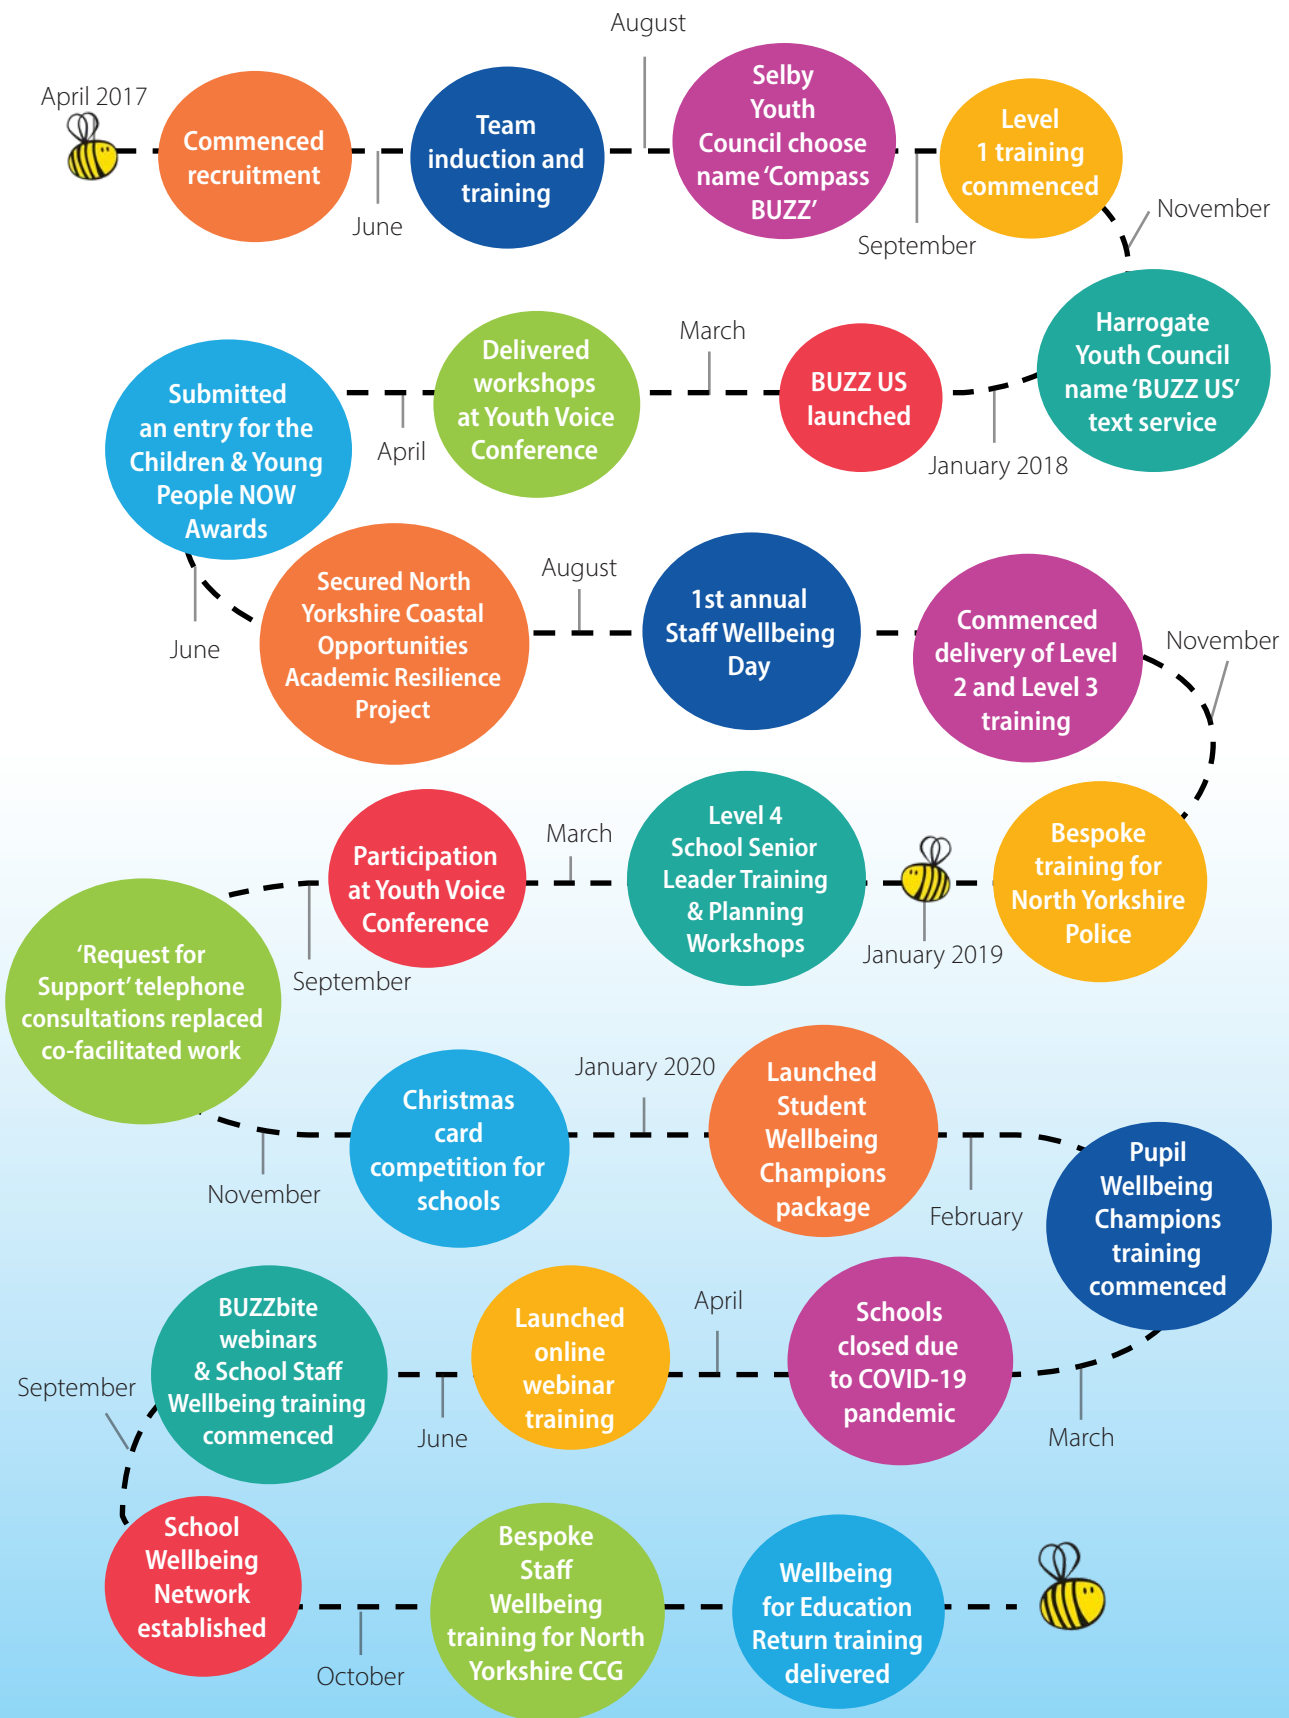 April 2017
Commenced
recruitment
June
Team
induction and
training
August
Selby
Youth
Council choose
name ‘Compass
BUZZ’
September
Level
1 training
commenced
November
Harrogate
Youth Council
name ‘BUZZ US’
text service
January 2018
BUZZ US
launched
March
Delivered
workshops
at Youth Voice
Conference
April
Submitted
an entry for the
Children & Young
People NOW
Awards
June
Secured North
Yorkshire Coastal
Opportunities
Academic Resilience
Project
August
1st annual
Staff Wellbeing
Day
Commenced
delivery of Level
2 and Level 3
training
November
Bespoke
training for
North Yorkshire
Police
January 2019
Level 4
School Senior
Leader Training
& Planning
Workshops
March
Participation
at Youth Voice
Conference
September
‘Request for
Support’ telephone
consultations replaced
co-facilitated work
November
Christmas
card
competition for
schools
January 2020
Launched
Student
Wellbeing
Champions
package
February
Pupil
Wellbeing
Champions
training
commenced
March
Schools
closed due
to COVID-19
pandemic
April
Launched
online
webinar
training
June
BUZZbite
webinars
& School Staff
Wellbeing training
commenced
September
School
Wellbeing
Network
established
October
Bespoke
Staff
Wellbeing
training for North
Yorkshire CCG
Wellbeing
for Education
Return training
delivered